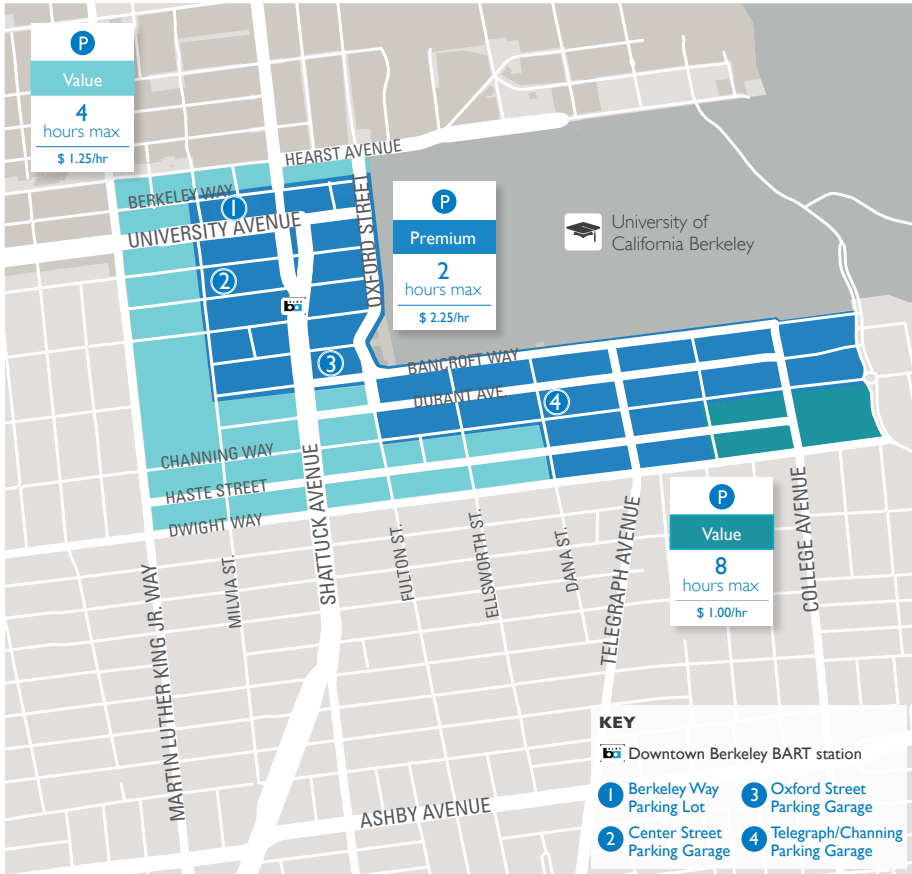 P
Value
4
hours max
$ 1.25/hr
HEARST AVENUE
BERKELEY WAY
1
UNIVERSITY AVENUE
OXFORD STREET
P
Premium
2
hours max
$ 2.25/hr
University of
California Berkeley
2
ba
3
BANCROFT WAY
DURANT AVE.
4
CHANNING WAY
HASTE STREET
DWIGHT WAY
MARTIN LUTHER KING JR. WAY
MILVIA ST.
SHATTUCK AVENUE
FULTON ST.
ELLSWORTH ST.
DANA ST.
TELEGRAPH AVENUE
COLLEGE AVENUE
P
Value
8
hours max
$ 1.00/hr
ASHBY AVENUE
KEY
ba Downtown Berkeley BART station
1 Berkeley Way
Parking Lot
2 Center Street
Parking Garage
3 Oxford Street
Parking Garage
4 Telegraph/Channing
Parking Garage